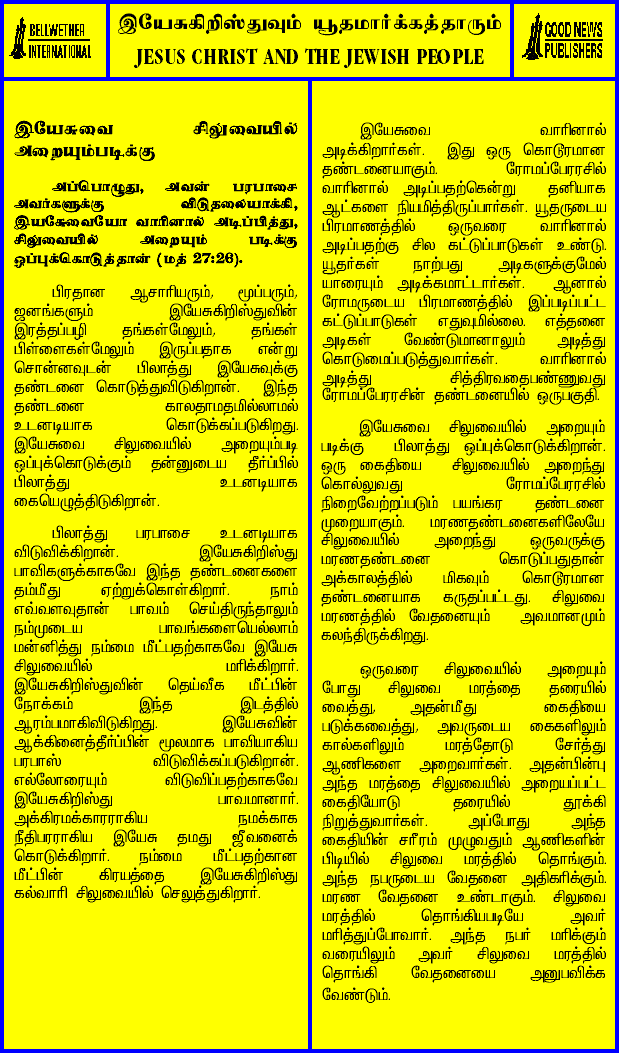 BELLWETHER
INTERNATIONAL
இயேசுகிறிஸ்துவும் யூதமார்க்கத்தாரும்
JESUS CHRIST AND THE JEWISH PEOPLE
GOOD NEWS
PUBLISHERS
இயேசுவை சிலுவையில்
அறையும்படிக்கு
அப்பொழுது, அவன் பரபாசை
அவர்களுக்கு விடுதலையாக்கி,
இயசுேவையோ வாரினால் அடிப்பித்து,
சிலுவையில் அறையும் படிக்கு
ஒப்புக்கொடுத்தான் (மத் 27:26).
பிரதான ஆசாரியரும், மூப்பரும்,
ஜனங்களும் இயேசுகிறிஸ்துவின்
இரத்தப்பழி தங்கள்மேலும், தங்கள்
பிள்ளைகள்மேலும் இருப்பதாக என்று
சொன்னவுடன் பிலாத்து இயேசுவுக்கு
தண்டனை கொடுத்துவிடுகிறான். இந்த
தண்டனை காலதாமதமில்லாமல்
உடனடியாக கொடுக்கப்படுகிறது.
இயேசுவை சிலுவையில் அறையும்படி
ஒப்புக்கொடுக்கும் தன்னுடைய தீர்ப்பில்
பிலாத்து உடனடியாக
கையெழுத்திடுகிறான்.
பிலாத்து பரபாசை உடனடியாக
விடுவிக்கிறான். இயேசுகிறிஸ்து
பாவிகளுக்காகவே இந்த தண்டனைகளை
தம்மீது ஏற்றுக்கொள்கிறார். நாம்
எவ்வளவுதான் பாவம் செய்திருந்தாலும்
நம்முடைய பாவங்களையெல்லாம்
மன்னித்து நம்மை மீட்பதற்காகவே இயேசு
சிலுவையில் மரிக்கிறார்.
இயேசுகிறிஸ்துவின் தெய்வீக மீட்பின்
நோக்கம் இந்த இடத்தில்
ஆரம்பமாகிவிடுகிறது. இயேசுவின்
ஆக்கினைத்தீர்ப்பின் மூலமாக பாவியாகிய
பரபாஸ் விடுவிக்கப்படுகிறான்.
எல்லோரையும் விடுவிப்பதற்காகவே
இயேசுகிறிஸ்து பாவமானார்.
அக்கிரமக்காரராகிய நமக்காக
நீதிபரராகிய இயேசு தமது ஜீவனைக்
கொடுக்கிறார். நம்மை மீட்பதற்கான
மீட்பின் கிரயத்தை இயேசுகிறிஸ்து
கல்வாரி சிலுவையில் செலுத்துகிறார்.
இயேசுவை வாரினால்
அடிக்கிறார்கள். இது ஒரு கொடூரமான
தண்டனையாகும். ரோமப்பேரரசில்
வாரினால் அடிப்பதற்கென்று தனியாக
ஆட்களை நியமித்திருப்பார்கள். யூதருடைய
பிரமாணத்தில் ஒருவரை வாரினால்
அடிப்பதற்கு சில கட்டுப்பாடுகள் உண்டு.
யூதர்கள் நாற்பது அடிகளுக்குமேல்
யாரையும் அடிக்கமாட்டார்கள். ஆனால்
ரோமருடைய பிரமாணத்தில் இப்படிப்பட்ட
கட்டுப்பாடுகள் எதுவுமில்லை. எத்தனை
அடிகள் வேண்டுமானாலும் அடித்து
கொடுமைப்படுத்துவார்கள். வாரினால்
அடித்து சித்திரவதைபண்ணுவது
ரோமப்பேரரசின் தண்டனையில் ஒருபகுதி.
இயேசுவை சிலுவையில் அறையும்
படிக்கு பிலாத்து ஒப்புக்கொடுக்கிறான்.
ஒரு கைதியை சிலுவையில் அறைந்து
கொல்லுவது ரோமப்பேரரசில்
நிறைவேற்றப்படும் பயங்கர தண்டனை
முறையாகும். மரணதண்டனைகளிலேயே
சிலுவையில் அறைந்து ஒருவருக்கு
மரணதண்டனை கொடுப்பதுதான்
அக்காலத்தில் மிகவும் கொடூரமான
தண்டனையாக கருதப்பட்டது. சிலுவை
மரணத்தில் வேதனையும் அவமானமும்
கலந்திருக்கிறது.
ஒருவரை சிலுவையில் அறையும்
போது சிலுவை மரத்தை தரையில்
வைத்து, அதன்மீது கைதியை
படுக்கவைத்து, அவருடைய கைகளிலும்
கால்களிலும் மரத்தோடு சேர்த்து
ஆணிகளை அறைவார்கள். அதன்பின்பு
அந்த மரத்தை சிலுவையில் அறையப்பட்ட
கைதியோடு தரையில் தூக்கி
நிறுத்துவார்கள். அப்போது அந்த
கைதியின் சரீரம் முழுவதும் ஆணிகளின்
பிடியில் சிலுவை மரத்தில் தொங்கும்.
அந்த நபருடைய வேதனை அதிகரிக்கும்.
மரண வேதனை உண்டாகும். சிலுவை
மரத்தில் தொங்கியபடியே அவர்
மரித்துப்போவார். அந்த நபர் மரிக்கும்
வரையிலும் அவர் சிலுவை மரத்தில்
தொங்கி வேதனையை அனுபவிக்க
வேண்டும்.